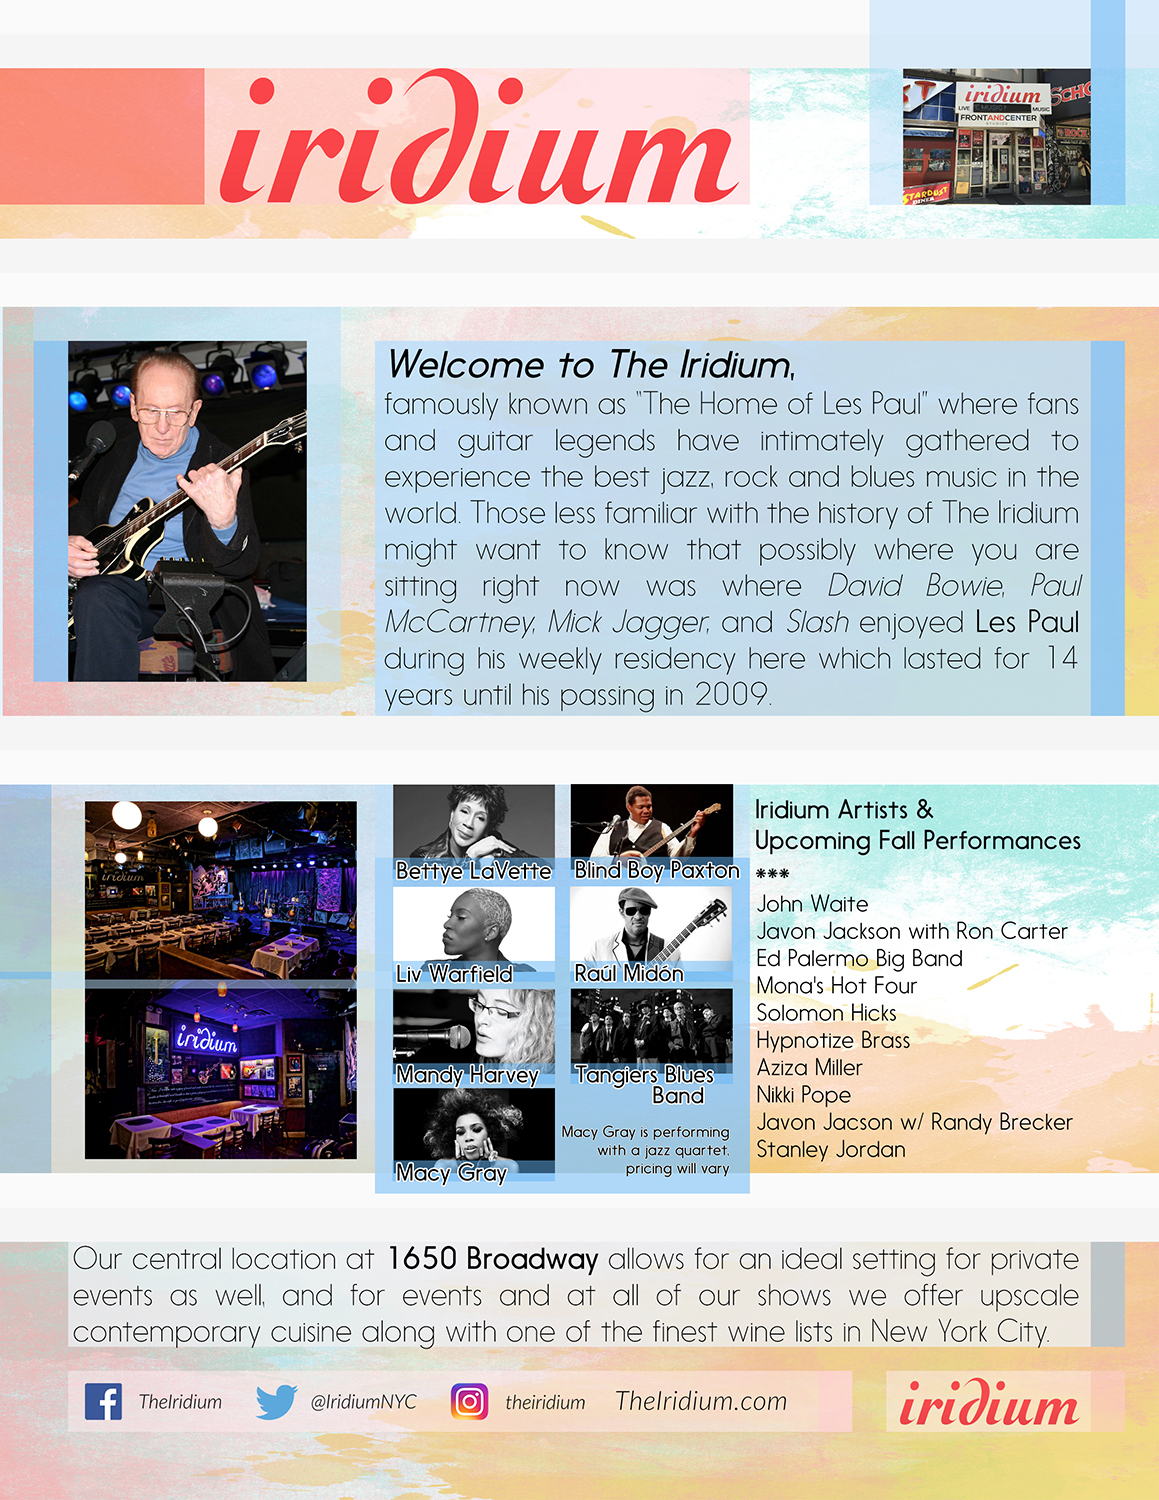 iridium
iridium
LIVE MUSIC MUSIC
FRONTANDCENTER
STARDUST
DINER
Welcome to The Iridium,
famously known as "The Home of Les Paul" where fans
and guitar legends have intimately gathered to
experience the best jazz, rock and blues music in the
world. Those less familiar with the history of The Iridium
might want to know that possibly where you are
sitting right now was where David Bowie, Paul
McCartney, Mick Jagger, and Slash enjoyed Les Paul
during his weekly residency here which lasted for 14
years until his passing in 2009.
iridium
iridium
Bettye LaVette
Blind Boy Paxton
Liv Warfield
Raúl Midón
Mandy Harvey
Tangiers Blues
Band
Macy Gray
Macy Gray is performing
with a jazz quartet,
pricing will vary
Iridium Artists &
Upcoming Fall Performances
***
John Waite
Javon Jackson with Ron Carter
Ed Palermo Big Band
Mona's Hot Four
Solomon Hicks
Hypnotize Brass
Aziza Miller
Nikki Pope
Javon Jacson w/ Randy Brecker
Stanley Jordan
Our central location at 1650 Broadway allows for an ideal setting for private
events as well, and for events and at all of our shows we offer upscale
contemporary cuisine along with one of the finest wine lists in New York City.
TheIridium @IridiumNYC theiridium TheIridium.com
iridium